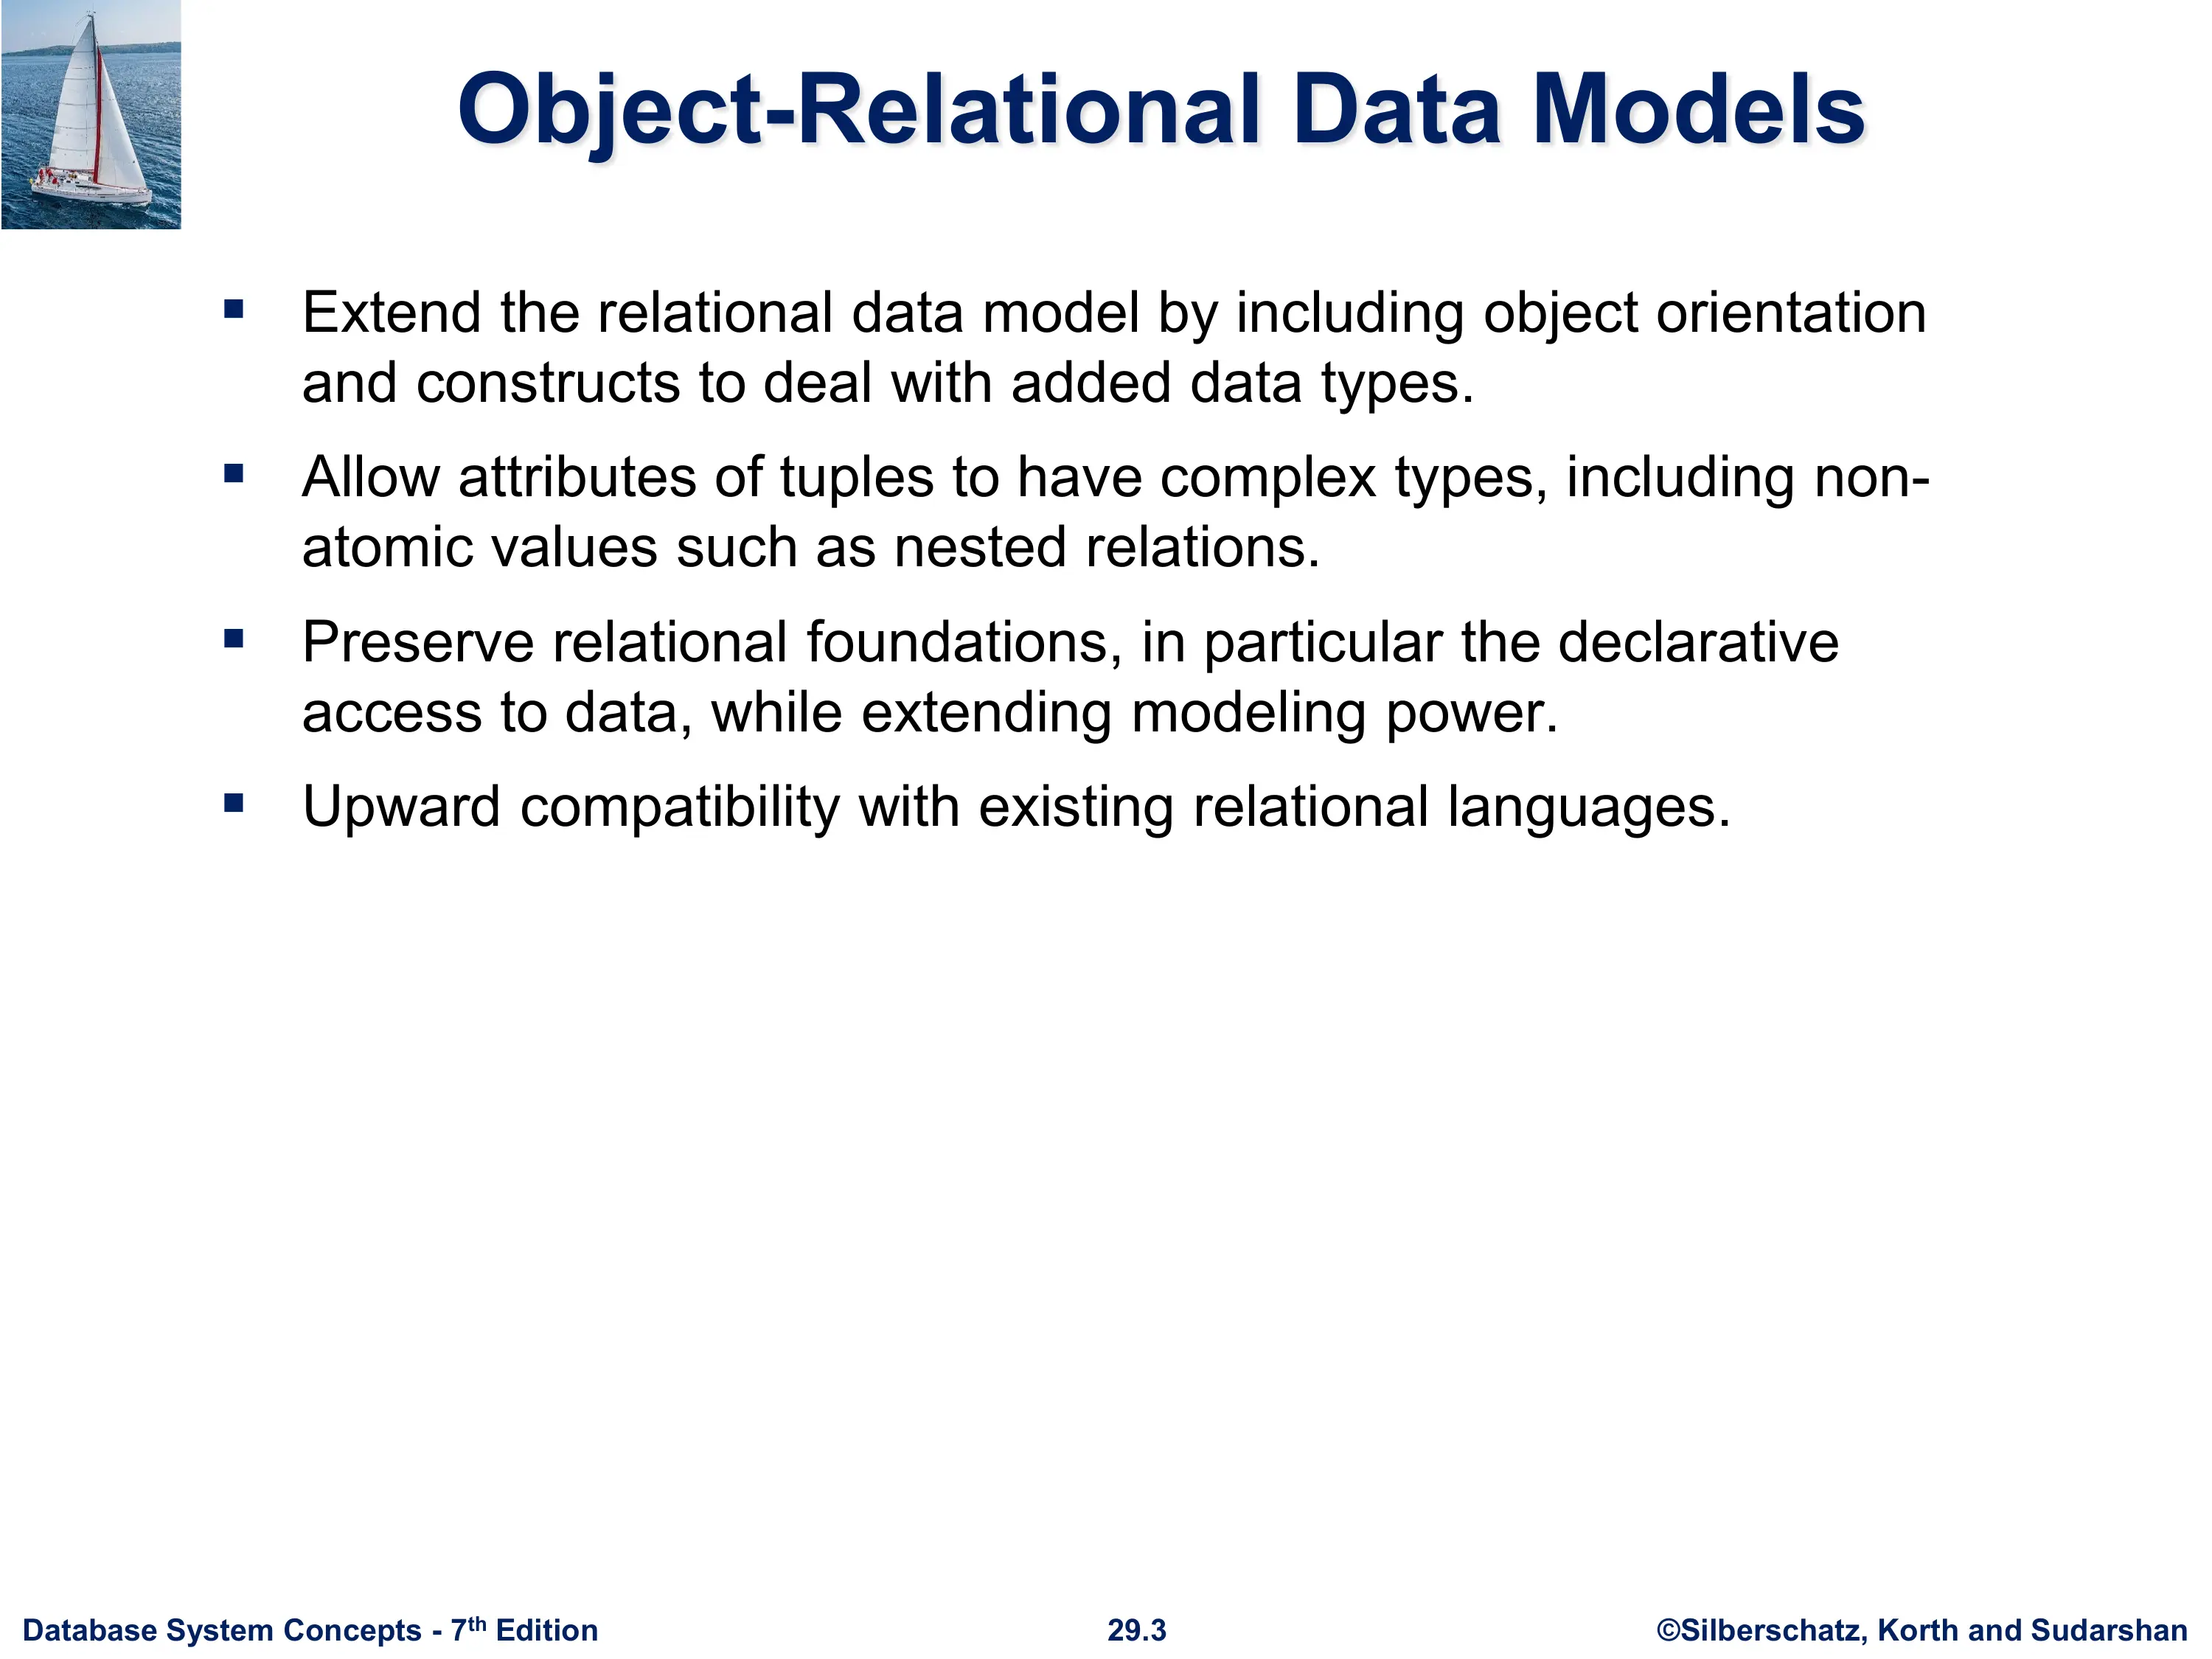 Object-Relational Data Models
▪ Extend the relational data model by including object orientation
and constructs to deal with added data types.
▪ Allow attributes of tuples to have complex types, including non-
atomic values such as nested relations.
▪ Preserve relational foundations, in particular the declarative
access to data, while extending modeling power.
▪ Upward compatibility with existing relational languages.
Database System Concepts - 7th Edition
29.3
©Silberschatz, Korth and Sudarshan